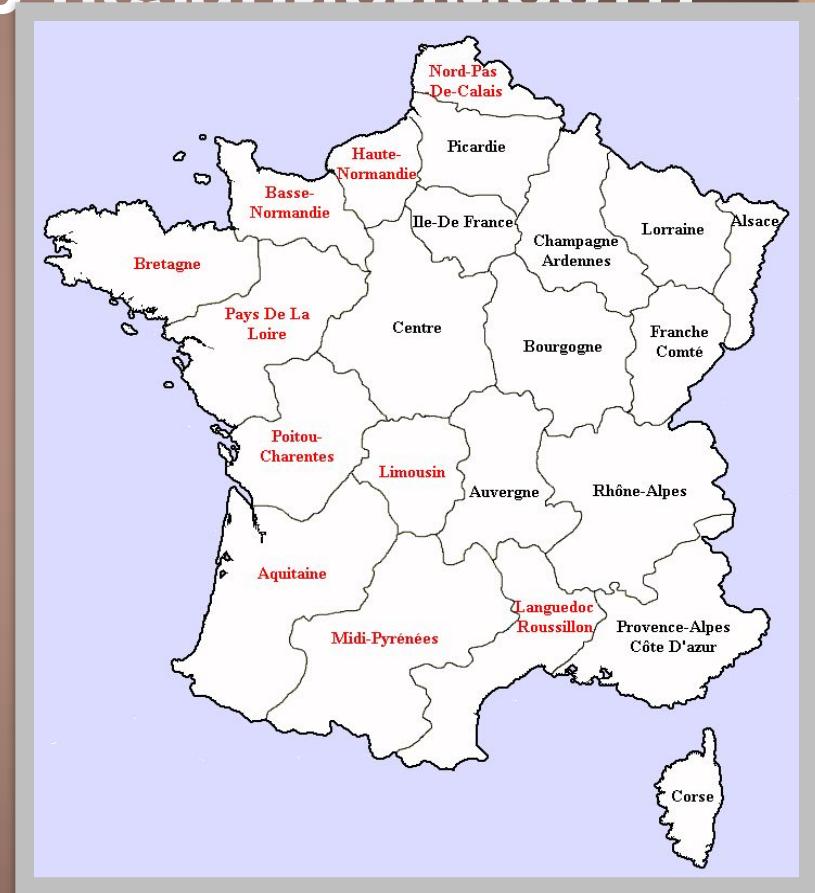 Nord-Pas
-De-Calais
Picardie
Haute-
Normandie
Basse-
Normandie
Ile-De France
Champagne
Ardennes
Lorraine
Alsace
Bretagne
Pays De La
Loire
Centre
Bourgogne
Franche
Comté
Poitou-
Charentes
Limousin
Auvergne
Rhône-Alpes
Aquitaine
Languedoc
Roussillon
Midi-Pyrénées
Provence-Alpes
Côte D'azur
Corse